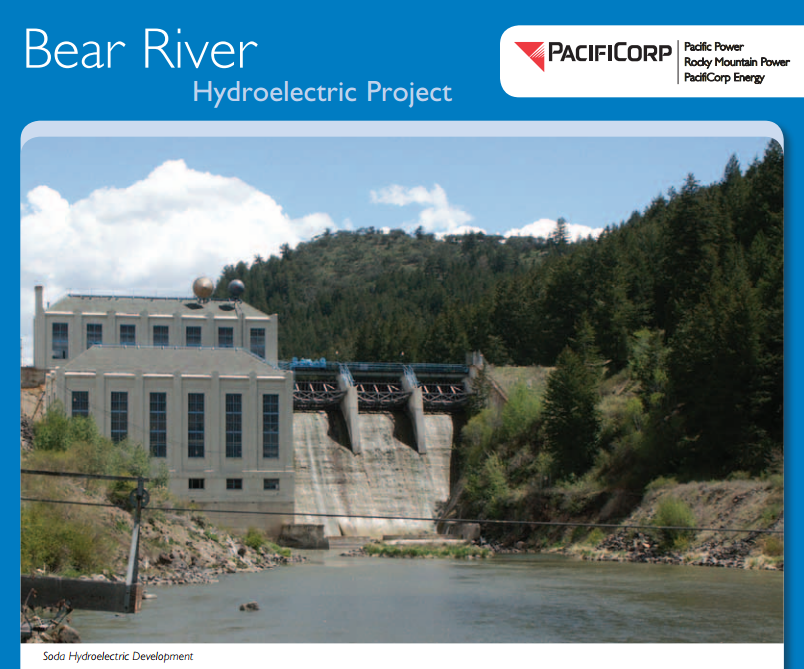 Bear River
Hydroelectric Project
PACIFICORP
Pacific Power
Rocky Mountain Power
PacifiCorp Energy
Soda Hydroelectric Development